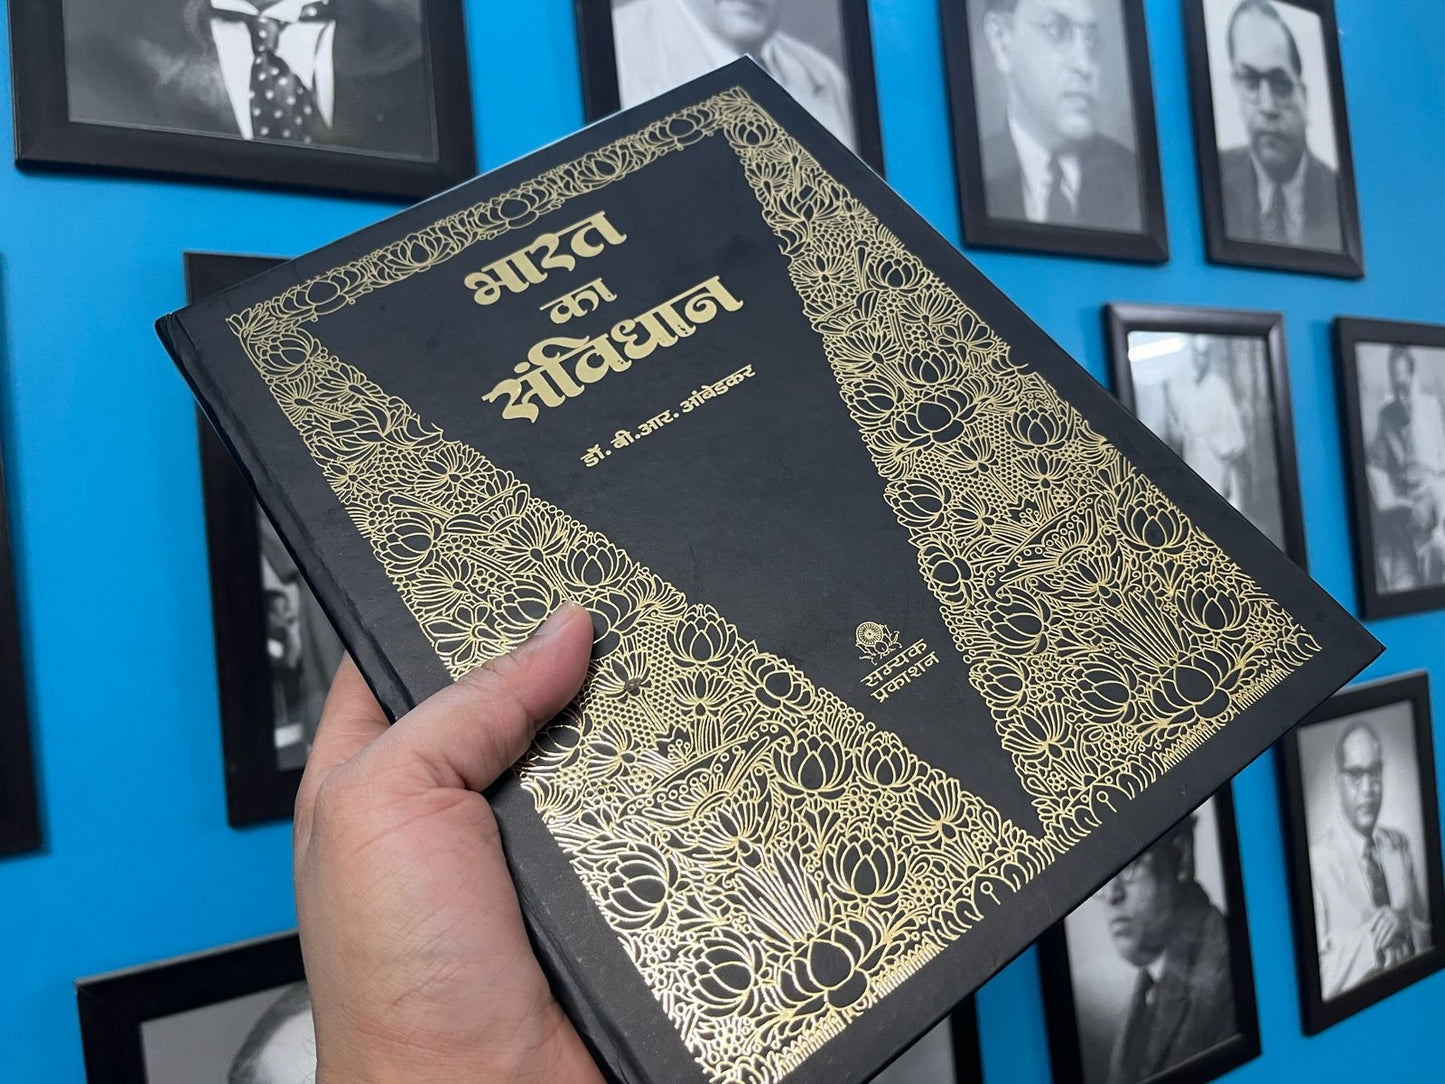 भारत
का
संविधान
डॉ. बी.आर. आंबेडकर
सम्यक
प्रकाशन